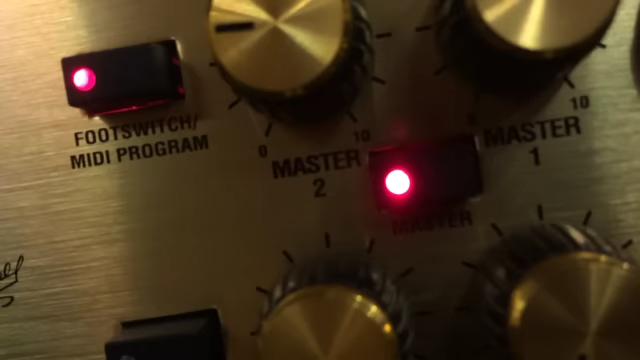 FOOTSWITCH/
MIDI PROGRAM
0 10
MASTER
2
10
MASTER
1
MASTER